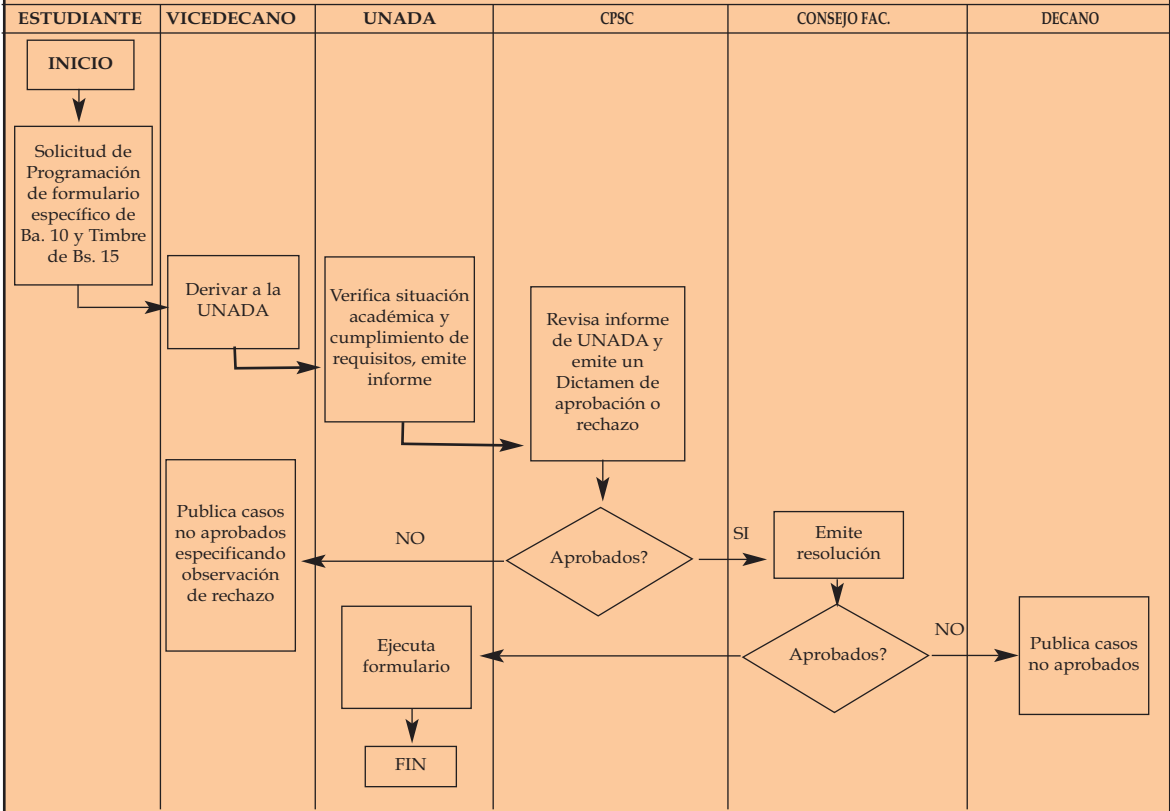 ESTUDIANTE
VICEDECANO
UNADA
CPSC
CONSEJO FAC.
DECANO
INICIO
Solicitud de
Programación
de formulario
específico de
Ba. 10 y Timbre
de Bs. 15
Derivar a la
UNADA
Verifica situación
académica y
cumplimiento de
requisitos, emite
informe
Revisa informe
de UNADA y
emite un
Dictamen de
aprobación o
rechazo
Publica casos
no aprobados
especificando
observación
de rechazo
NO
Aprobados?
SI
Emite
resolución
Ejecuta
formulario
Aprobados?
NO
Publica casos
no aprobados
FIN